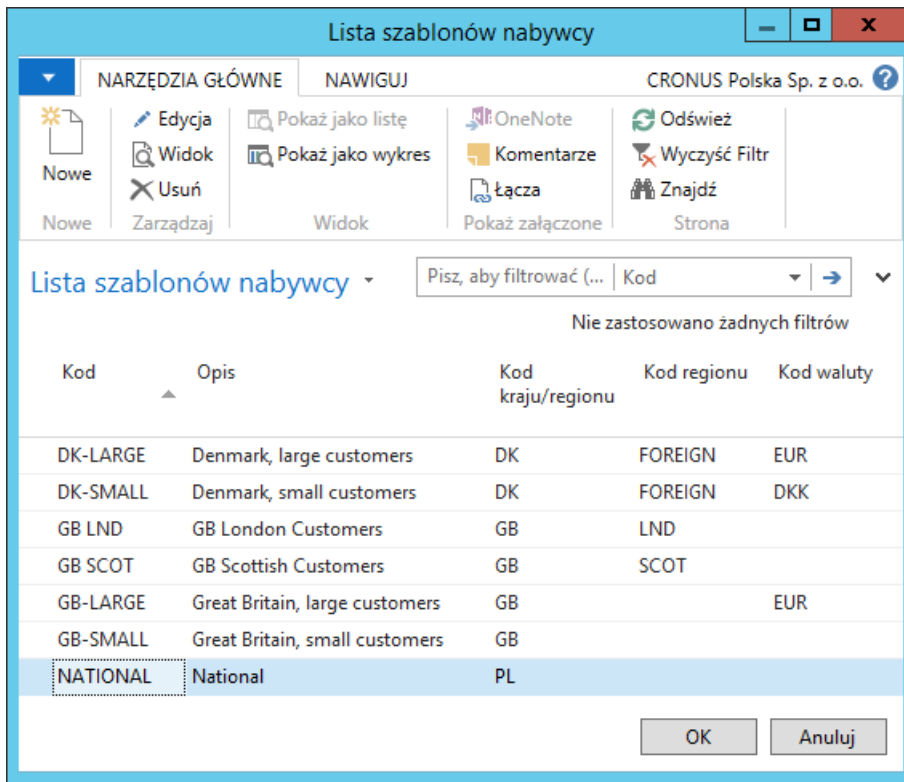 Lista szablonów nabywcy
NARZĘDZIA GŁÓWNE NAWIGUJ CRONUS Polska Sp. z o.o. ?
Nowe
Edycja
Widok
Usuń
Pokaż jako listę
Pokaż jako wykres
OneNote
Komentarze
Łącza
Odśwież
Wyczyść Filtr
Znajdź
Nowe Zarządzaj Widok Pokaż załączone Strona
Lista szablonów nabywcy Pisz, aby filtrować (... Kod
Nie zastosowano żadnych filtrów
Kod Opis Kod kraju/regionu Kod regionu Kod waluty
DK-LARGE Denmark, large customers DK FOREIGN EUR
DK-SMALL Denmark, small customers DK FOREIGN DKK
GB LND GB London Customers GB LND
GB SCOT GB Scottish Customers GB SCOT
GB-LARGE Great Britain, large customers GB EUR
GB-SMALL Great Britain, small customers GB
NATIONAL National PL
OK Anuluj